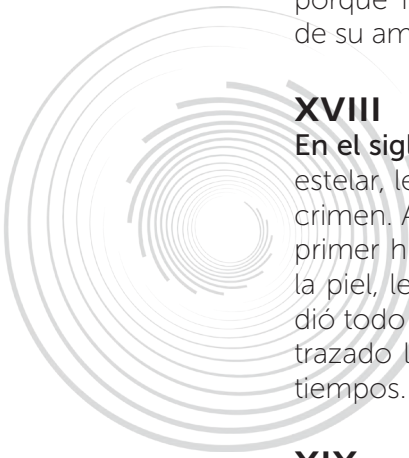 porque
de su am
XVIII
En el sigl
estelar, le
crimen. A
primer h
la piel, le
dió todo
trazado l
tiempos.
XIX